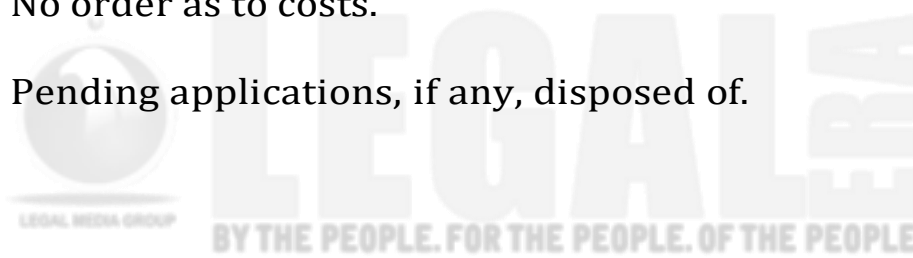 No order as to costs.
Pending applications, if any, disposed of.
LEGAL ERA
LEGAL MEDIA GROUP
BY THE PEOPLE. FOR THE PEOPLE. OF THE PEOPLE